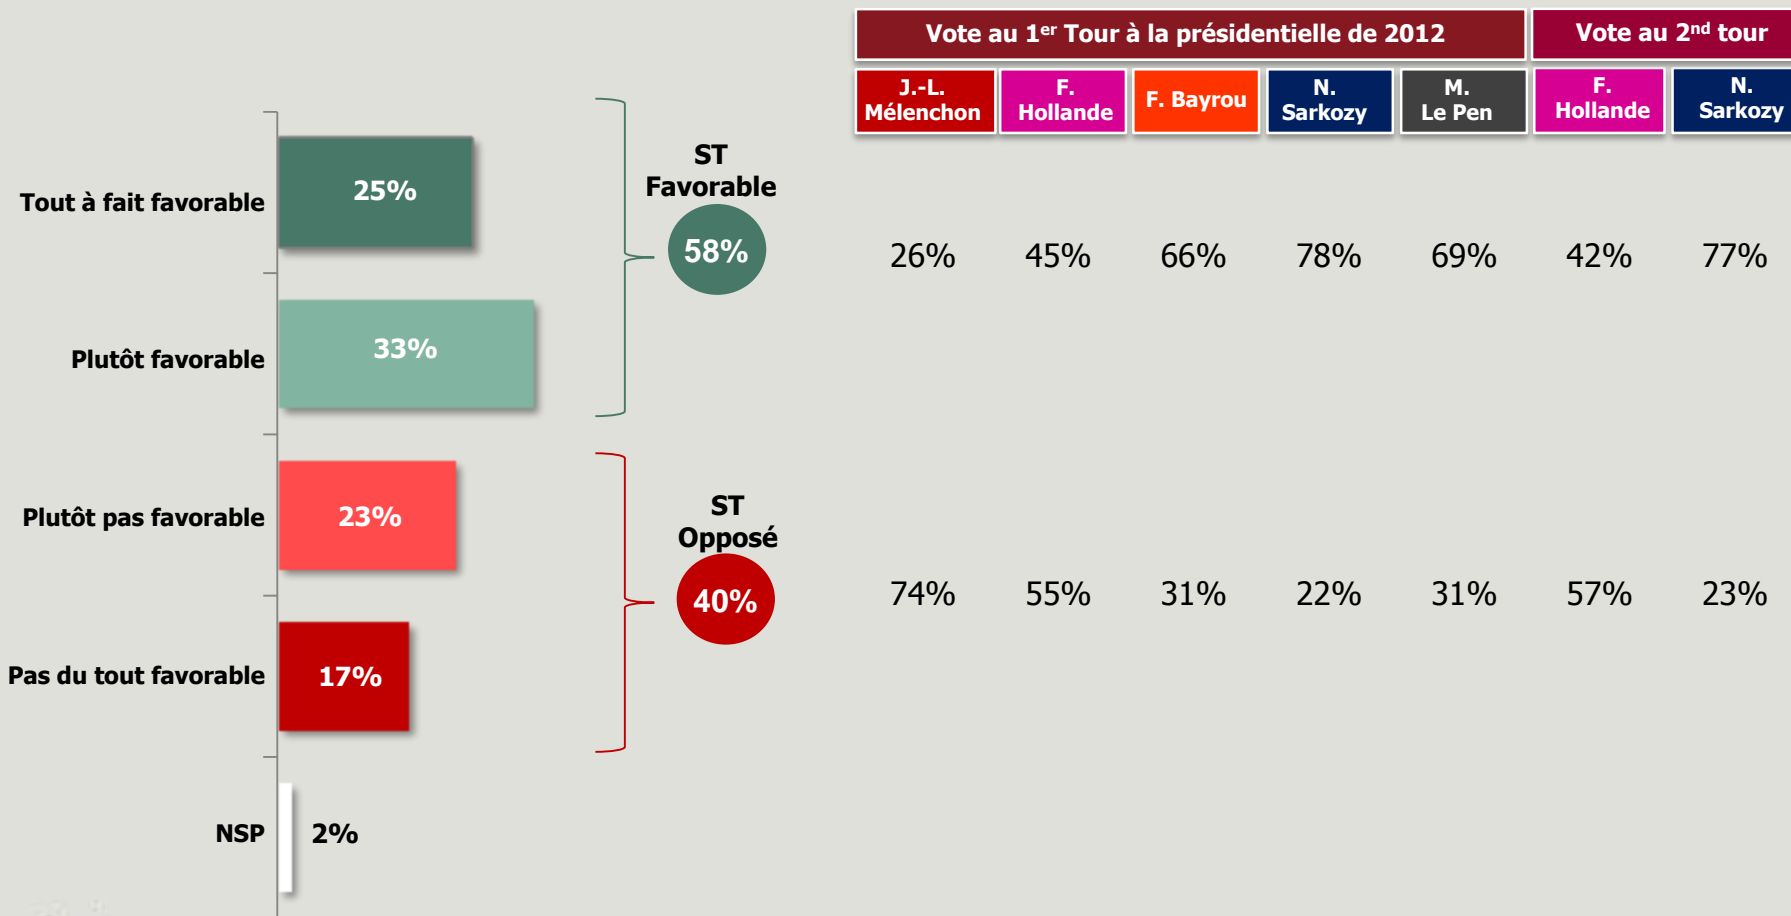 Vote au 1er Tour à la présidentielle de 2012
Vote au 2nd tour
J.-L.
Mélenchon
F.
Hollande
F. Bayrou
N.
Sarkozy
M.
Le Pen
F.
Hollande
N.
Sarkozy
Tout à fait favorable
25%
Plutôt favorable
33%
ST
Favorable
58%
26% 45% 66% 78% 69% 42% 77%
Plutôt pas favorable
23%
Pas du tout favorable
17%
ST
Opposé
40%
74% 55% 31% 22% 31% 57% 23%
NSP
2%